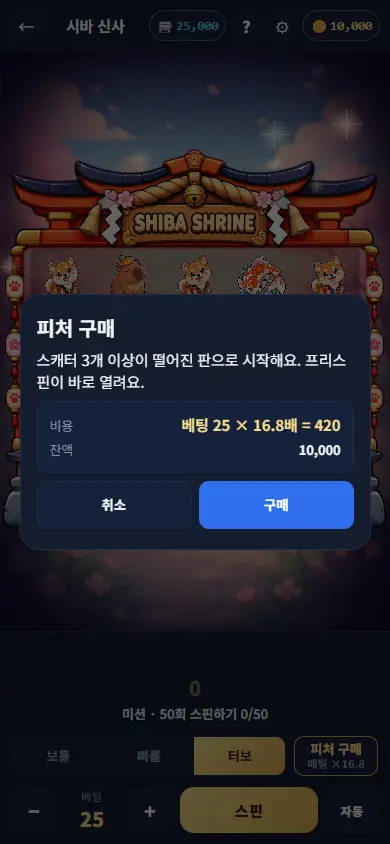 ← 시바 신사 25,000 ? 10,000
SHIBA SHRINE
피처 구매
스캐터 3개 이상이 떨어진 판으로 시작해요. 프리스
핀이 바로 열려요.
비용 베팅 25 × 16.8배 = 420
잔액 10,000
취소 구매
0
미션 · 50회 스핀하기 0/50
보통 빠름 터보 피처 구매
베팅 ×16.8
베팅
− 25 + 스핀 자동